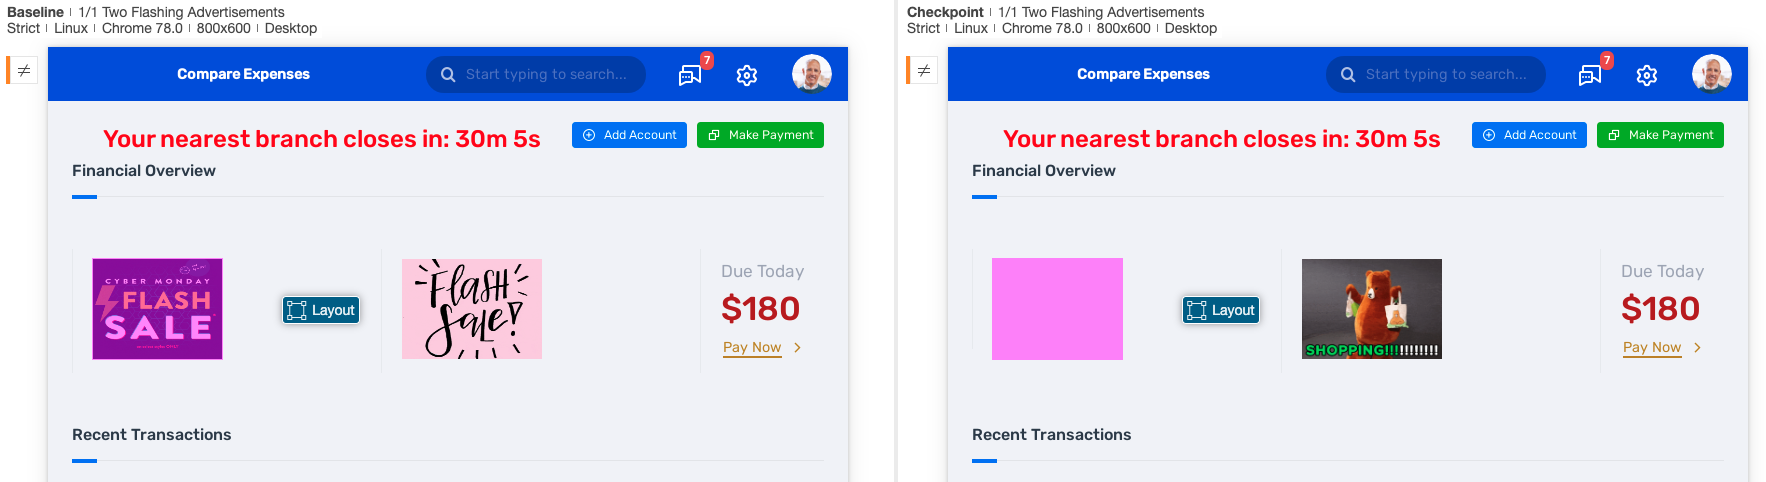 Baseline | 1/1 Two Flashing Advertisements
Strict | Linux | Chrome 78.0 | 800x600 | Desktop
≠
Compare Expenses
Start typing to search...
7
Your nearest branch closes in: 30m 5s
Add Account
Make Payment
Financial Overview
CYBER MONDAY
FLASH
SALE
Layout
Flash
Sale!
Due Today
$180
Pay Now
Recent Transactions
Checkpoint | 1/1 Two Flashing Advertisements
Strict | Linux | Chrome 78.0 | 800x600 | Desktop
≠
Compare Expenses
Start typing to search...
7
Your nearest branch closes in: 30m 5s
Add Account
Make Payment
Financial Overview
Layout
SHOPPING!!!!!!!!!!!
Due Today
$180
Pay Now
Recent Transactions